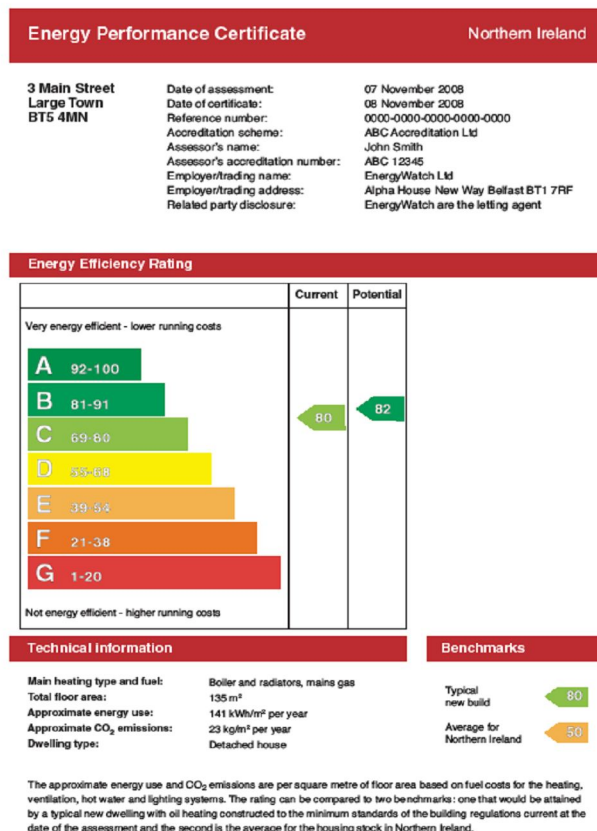 Energy Performance Certificate
Northern Ireland
3 Main Street
Large Town
BT5 4MN
Date of assessment: 07 November 2008
Date of certificate: 08 November 2008
Reference number: 0000-0000-0000-0000-0000
Accreditation scheme: ABC Accreditation Ltd
Assessor's name: John Smith
Assessor's accreditation number: ABC 12345
Employer/trading name: EnergyWatch Ltd
Employer/trading address: Alpha House New Way Belfast BT1 7RF
Related party disclosure: EnergyWatch are the letting agent
Energy Efficiency Rating
Current Potential
Very energy efficient - lower running costs
A 92-100
B 81-91
C 69-80
D 55-68
E 39-54
F 21-38
G 1-20
80
82
Not energy efficient - higher running costs
Technical information
Main heating type and fuel: Boiler and radiators, mains gas
Total floor area: 135 m²
Approximate energy use: 141 kWh/m² per year
Approximate CO₂ emissions: 23 kg/m² per year
Dwelling type: Detached house
Benchmarks
Typical
new build
80
Average for
Northern Ireland
50
The approximate energy use and CO₂ emissions are per square metre of floor area based on fuel costs for the heating,
ventilation, hot water and lighting systems. The rating can be compared to two benchmarks: one that would be attained
by a typical new dwelling with oil heating constructed to the minimum standards of the building regulations current at the
date of the assessment and the second is the average for the housing stock in Northern Ireland.